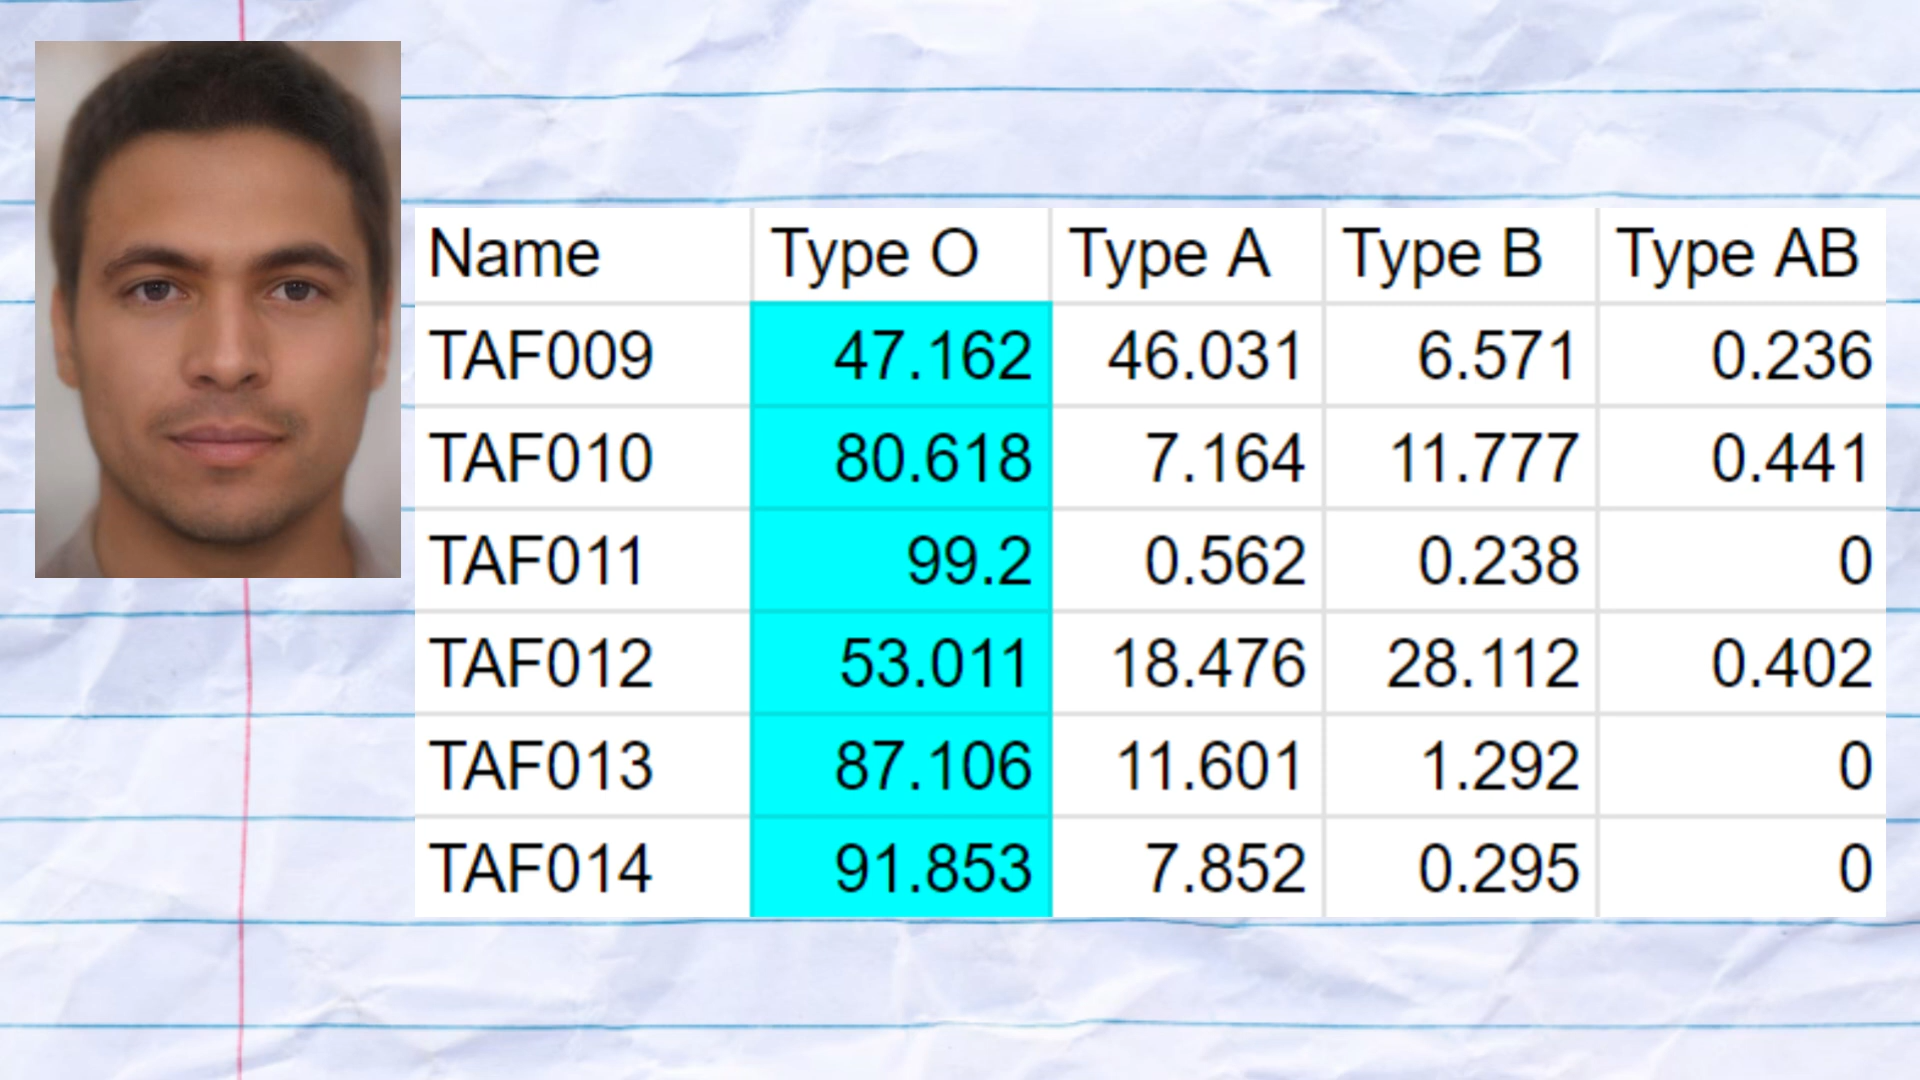 Name Type O Type A Type B Type AB
TAF009 47.162 46.031 6.571 0.236
TAF010 80.618 7.164 11.777 0.441
TAF011 99.2 0.562 0.238 0
TAF012 53.011 18.476 28.112 0.402
TAF013 87.106 11.601 1.292 0
TAF014 91.853 7.852 0.295 0